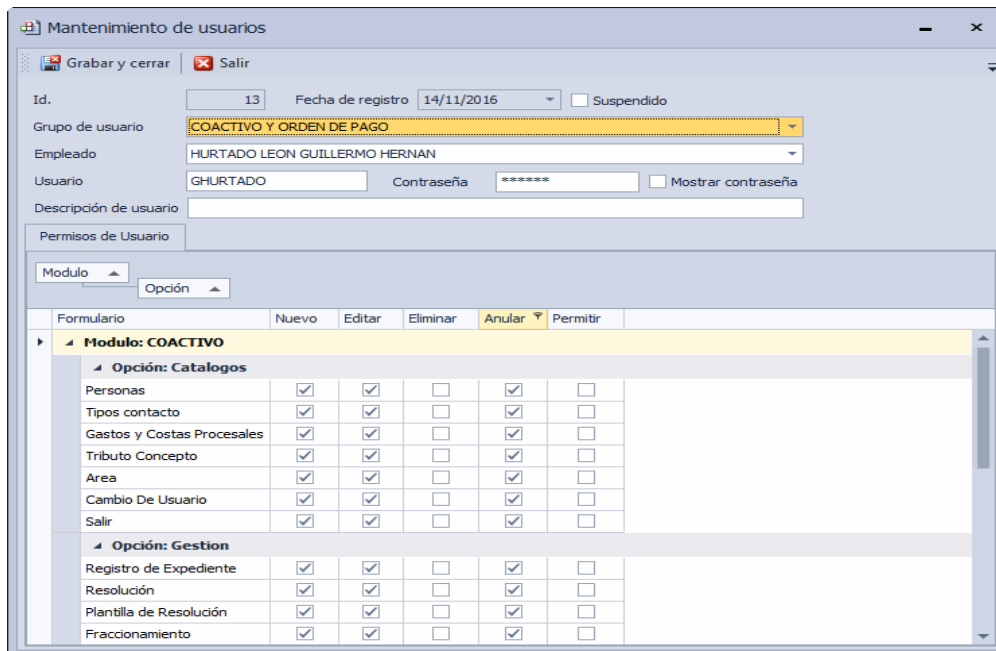 Mantenimiento de usuarios
Grabar y cerrar Salir
Id. 13 Fecha de registro 14/11/2016 Suspendido
Grupo de usuario COACTIVO Y ORDEN DE PAGO
Empleado HURTADO LEON GUILLERMO HERNAN
Usuario GHURTADO Contraseña ****** Mostrar contraseña
Descripción de usuario
Permisos de Usuario
Modulo
Opción
Formulario Nuevo Editar Eliminar Anular Permitir
Modulo: COACTIVO
Opción: Catalogos
Personas
Tipos contacto
Gastos y Costas Procesales
Tributo Concepto
Area
Cambio De Usuario
Salir
Opción: Gestion
Registro de Expediente
Resolución
Plantilla de Resolución
Fraccionamiento